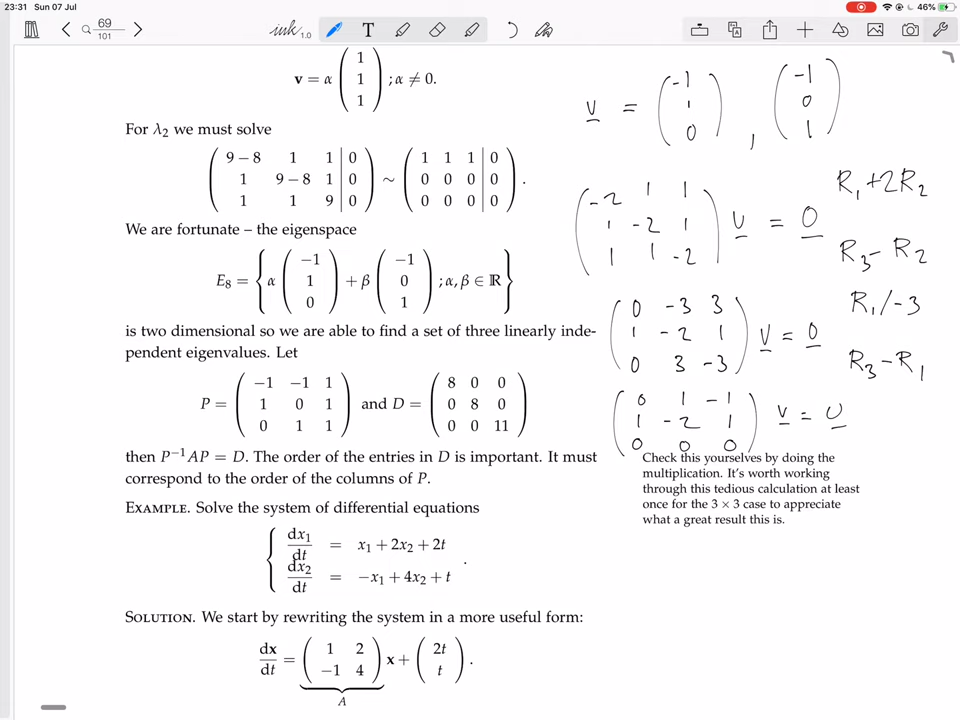 23:31 Sun 07 Jul
46%
69
101
ink 1.0
T
v = α ( 1 1 1 ) ; α ≠ 0.
For λ₂ we must solve
( 9 − 8 1 1 | 0
1 9 − 8 1 | 0
1 1 9 | 0 ) ∼ ( 1 1 1 | 0
0 0 0 | 0
0 0 0 | 0 ) .
We are fortunate – the eigenspace
E₈ = { α ( −1 1 0 ) + β ( −1 0 1 ) ; α, β ∈ ℝ }
is two dimensional so we are able to find a set of three linearly inde-
pendent eigenvalues. Let
P = ( −1 −1 1
1 0 1
0 1 1 ) and D = ( 8 0 0
0 8 0
0 0 11 )
then P⁻¹AP = D. The order of the entries in D is important. It must
correspond to the order of the columns of P.
Example. Solve the system of differential equations
{ dx₁/dt = x₁ + 2x₂ + 2t
dx₂/dt = −x₁ + 4x₂ + t .
Solution. We start by rewriting the system in a more useful form:
dx/dt = ( 1 2
−1 4 ) x + ( 2t
t ) .
A
v = ( -1 1 0 ) , ( -1 0 1 )
( -2 1 1
1 -2 1
1 1 -2 ) v = 0
R₁+2R₂
R₃-R₂
( 0 -3 3
1 -2 1
0 3 -3 ) v = 0
R₁/-3
R₃-R₁
( 0 1 -1
1 -2 1
0 0 0 ) v = 0
Check this yourselves by doing the
multiplication. It's worth working
through this tedious calculation at least
once for the 3 × 3 case to appreciate
what a great result this is.